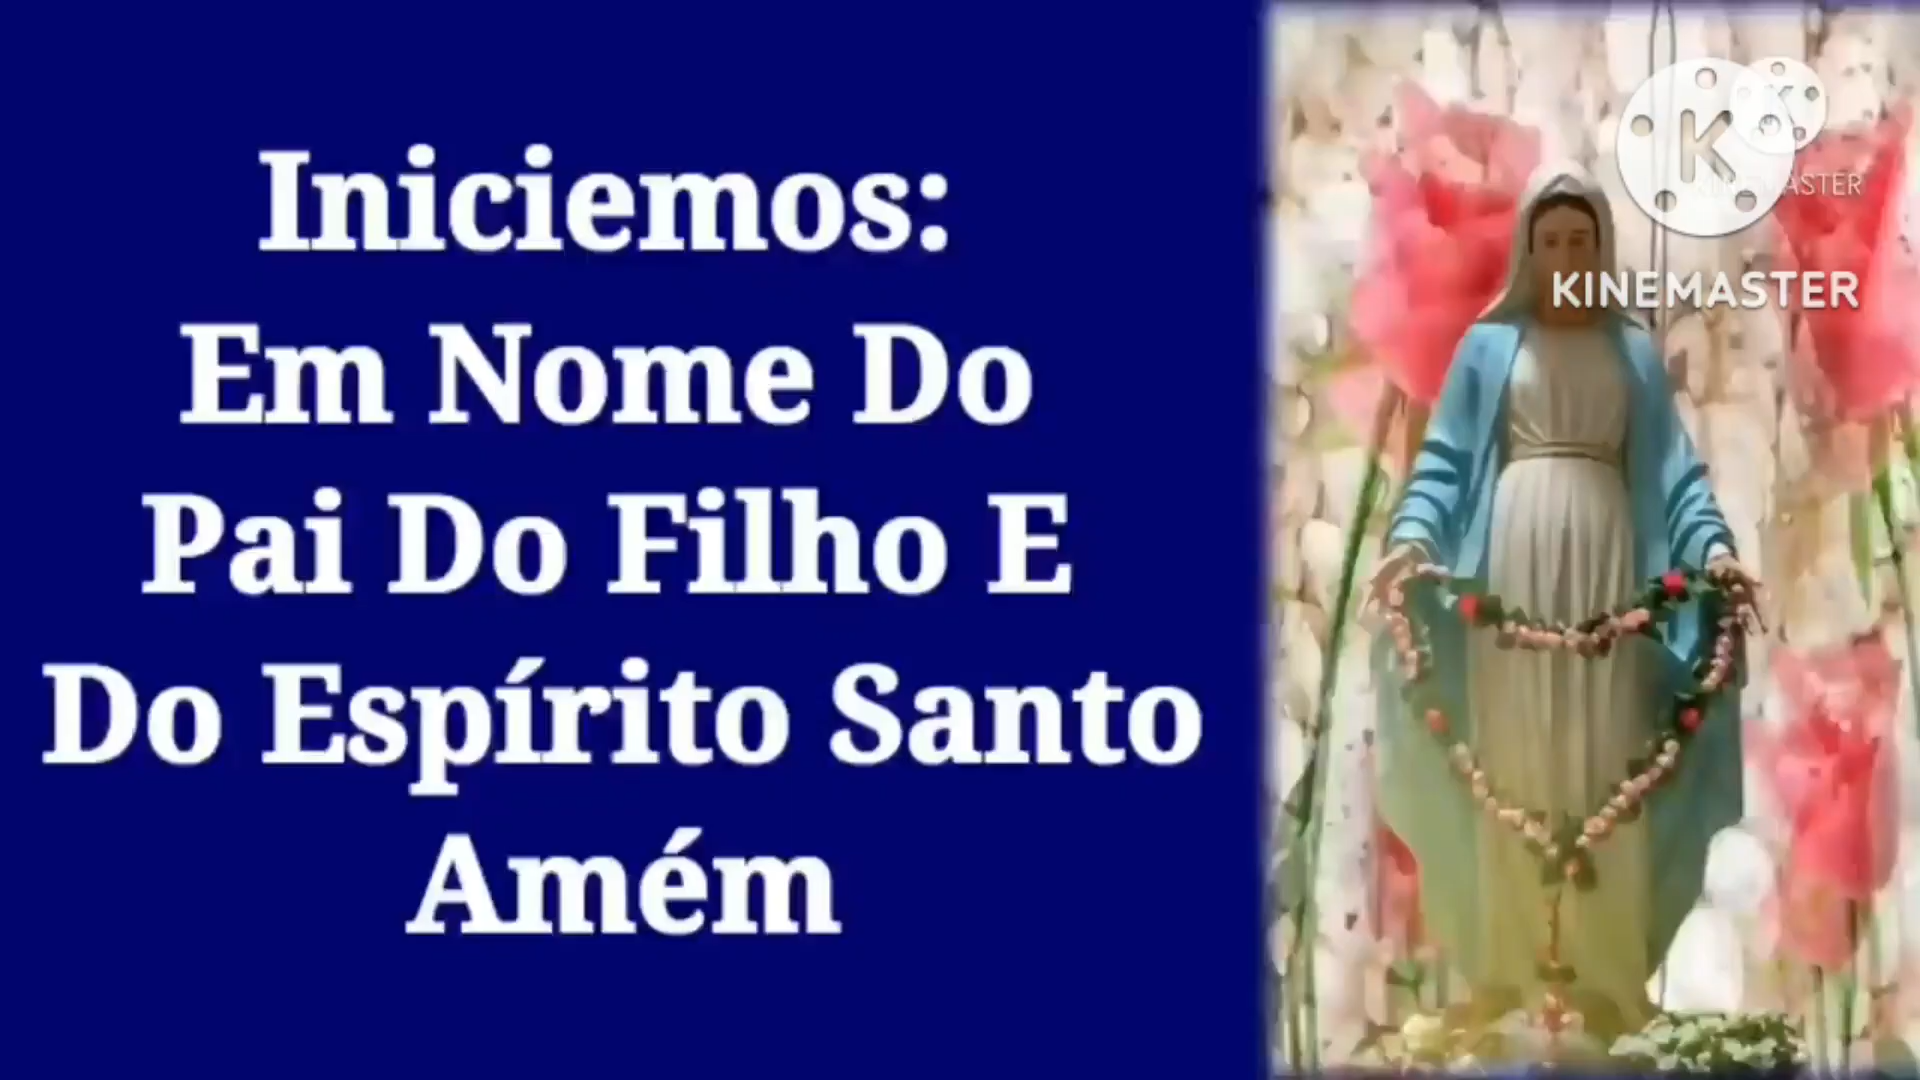 Iniciemos:
Em Nome Do
Pai Do Filho E
Do Espírito Santo
Amém
K
KINEMASTER